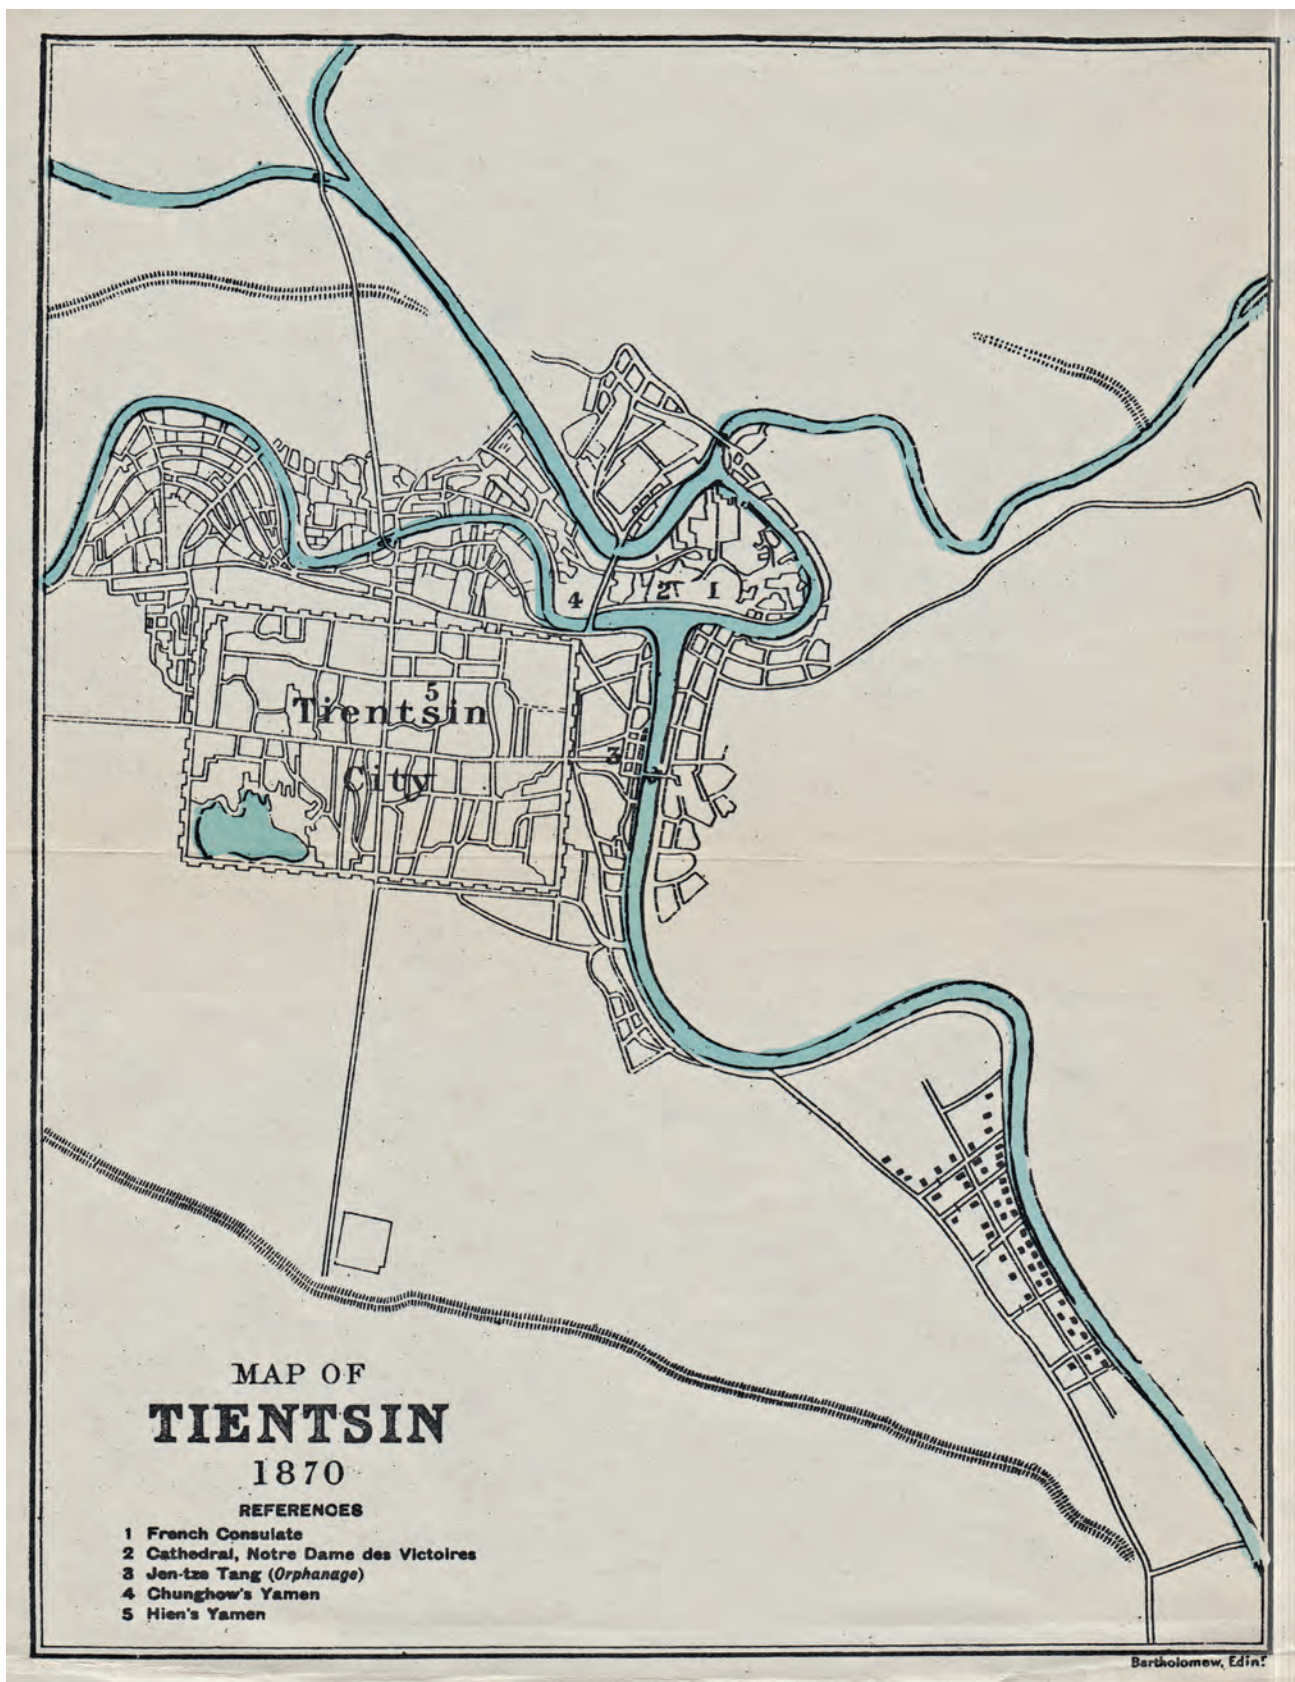 4
2
1
5
Tientsin
3
City
MAP OF
TIENTSIN
1870
REFERENCES
1 French Consulate
2 Cathedral, Notre Dame des Victoires
3 Jen-tze Tang (Orphanage)
4 Chunghow's Yamen
5 Hien's Yamen
Bartholomew, Edinr